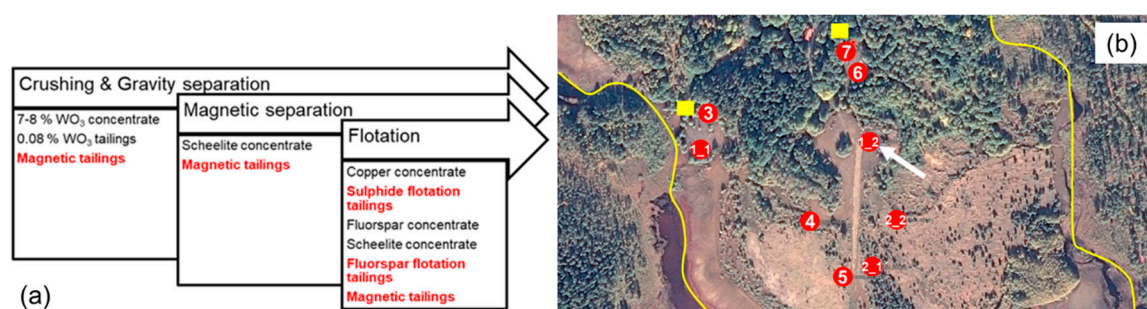 Crushing & Gravity separation
7-8 % WO₃ concentrate
0.08 % WO₃ tailings
Magnetic tailings
Magnetic separation
Scheelite concentrate
Magnetic tailings
Flotation
Copper concentrate
Sulphide flotation
tailings
Fluorspar concentrate
Scheelite concentrate
Fluorspar flotation
tailings
Magnetic tailings
(a)
(b)
7
6
3
1_1
1_2
4
2_2
5
2_1